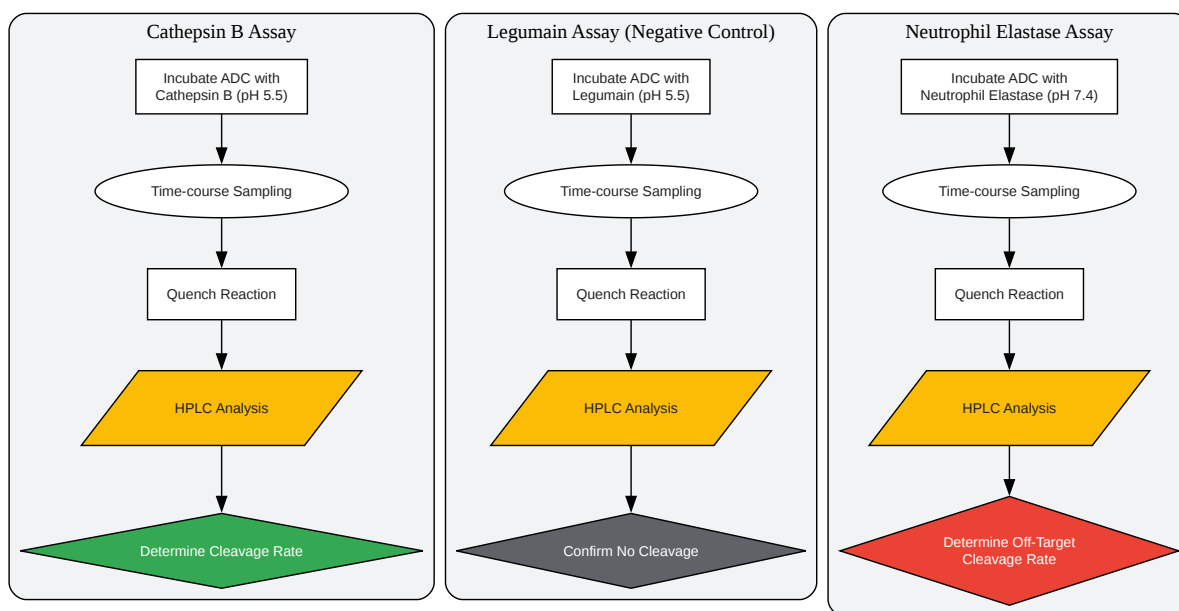 Cathepsin B Assay
Incubate ADC with
Cathepsin B (pH 5.5)
Time-course Sampling
Quench Reaction
HPLC Analysis
Determine Cleavage Rate
Legumain Assay (Negative Control)
Incubate ADC with
Legumain (pH 5.5)
Time-course Sampling
Quench Reaction
HPLC Analysis
Confirm No Cleavage
Neutrophil Elastase Assay
Incubate ADC with
Neutrophil Elastase (pH 7.4)
Time-course Sampling
Quench Reaction
HPLC Analysis
Determine Off-Target
Cleavage Rate